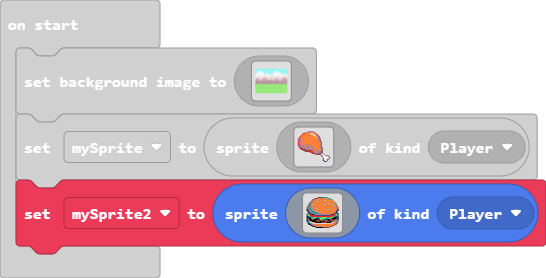 on start
set background image to
set mySprite to sprite of kind Player
set mySprite2 to sprite of kind Player